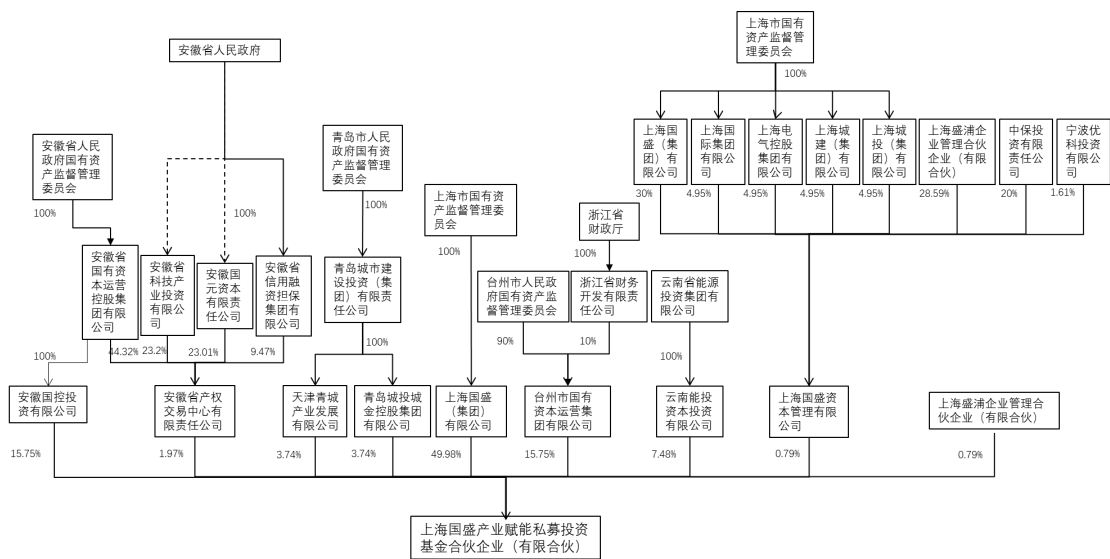 上海市国有
资产监督管
理委员会
安徽省人民政府
100%
安徽省人民
政府国有资
产监督管理
委员会
青岛市人民
政府国有资
产监督管理
委员会
上海国
盛（集
团）有
限公司
上海国
际集团
有限公
司
上海电
气控股
集团有
限公司
上海城
建（集
团）有
限公司
上海城
投（集
团）有
限公司
上海盛浦企
业管理合伙
企业（有限
合伙）
中保投
资有限
责任公
司
宁波优
科投资
有限公
司
30%
4.95%
4.95%
4.95%
4.95%
28.59%
20%
1.61%
上海市国有资
产监督管理委
员会
100%
100%
100%
浙江省
财政厅
100%
100%
安徽省
国有资
本运营
控股集
团有限
公司
安徽省
科技产
业投资
有限公
司
安徽国
元资本
有限责
任公司
安徽省
信用融
资担保
集团有
限公司
青岛城市建
设投资（集
团）有限责
任公司
台州市人民政
府国有资产监
督管理委员会
浙江省财务
开发有限责
任公司
云南省能源
投资集团有
限公司
100%
44.32%
23.2%
23.01%
9.47%
100%
90%
10%
100%
安徽国控投
资有限公司
安徽省产权
交易中心有
限责任公司
天津青城
产业发展
有限公司
青岛城投城
金控股集团
有限公司
上海国盛
（集团）
有限公司
台州市国有
资本运营集
团有限公司
云南能投
资本投资
有限公司
上海国盛资
本管理有限
公司
上海盛浦企业管理合
伙企业（有限合伙）
15.75%
1.97%
3.74%
3.74%
49.98%
15.75%
7.48%
0.79%
0.79%
上海国盛产业赋能私募投资
基金合伙企业（有限合伙）